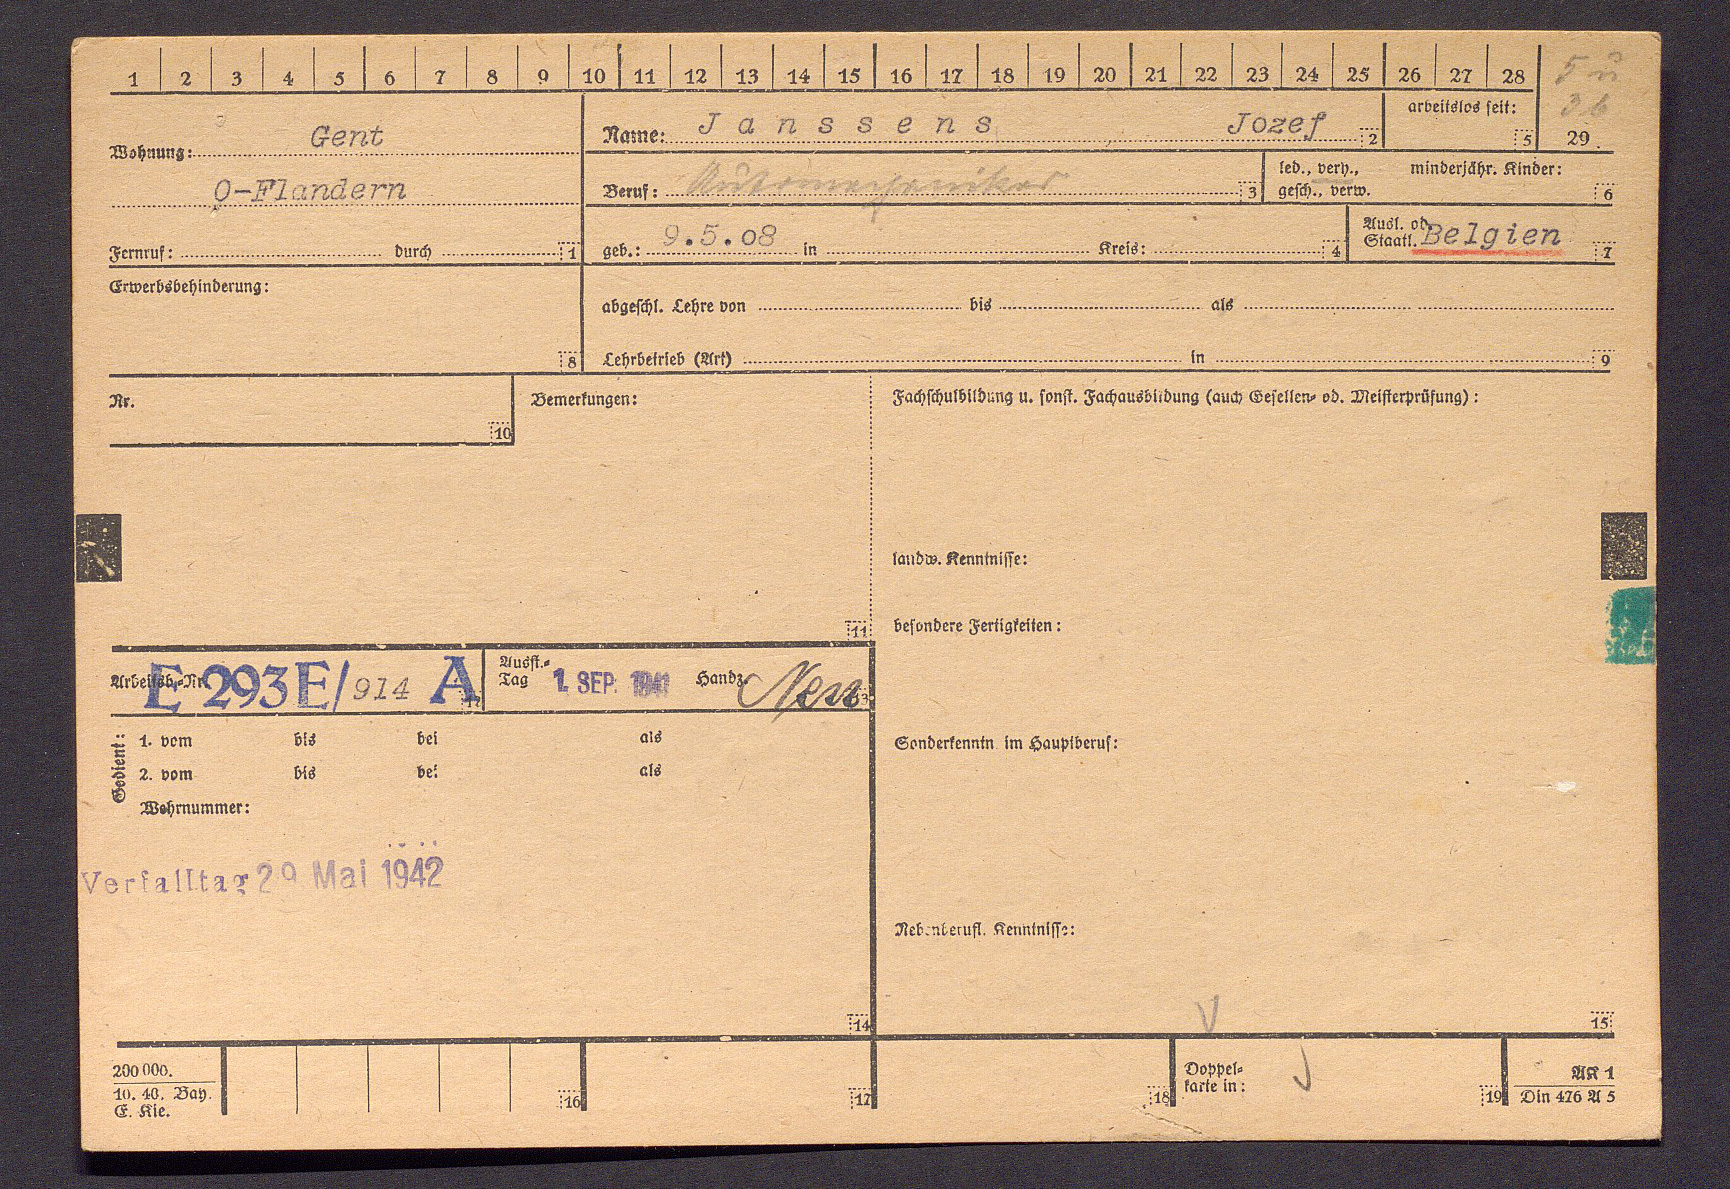 1 2 3 4 5 6 7 8 9 10 11 12 13 14 15 16 17 18 19 20 21 22 23 24 25 26 27 28
29
Wohnung: Gent
O-Flandern
Fernruf: durch 1
Name: Janssens Jozef 2
arbeitslos seit: 5
Beruf: Automechaniker 3
led., verh., minderjähr. Kinder:
gesch., verw. 6
geb.: 9.5.08 in Kreis: 4
Ausl. od.
Staatl. Belgien 7
Erwerbsbehinderung:
8
abgeschl. Lehre von bis als
Lehrbetrieb (Art) in 9
Nr.
10
Bemerkungen:
11
Fachschulbildung u. sonst. Fachausbildung (auch Gesellen- od. Meisterprüfung):
landw. Kenntnisse:
besondere Fertigkeiten:
Arbeitsb.-Nr. E 293E/914 A 12
Ausst.-
Tag 1. SEP. 1941 Handz. 13
Gedient:
1. vom bis bei als
2. vom bis bei als
Wehrnummer:
Sonderkenntn. im Hauptberuf:
Verfalltag 29 Mai 1942
Nebenberufl. Kenntnisse:
14
V
15
200 000.
10. 40. Bay.
E. Kie.
16
17
18
Doppel-
karte in: J
19
AK 1
Din 476 A 5